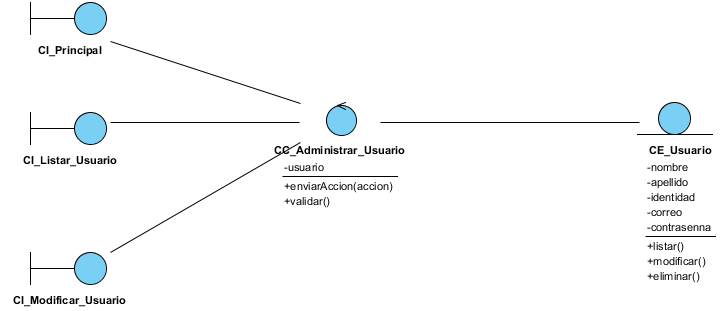 CI_Principal
CI_Listar_Usuario
CI_Modificar_Usuario
CC_Administrar_Usuario
-usuario
+enviarAccion(accion)
+validar()
CE_Usuario
-nombre
-apellido
-identidad
-correo
-contrasenna
+listar()
+modificar()
+eliminar()